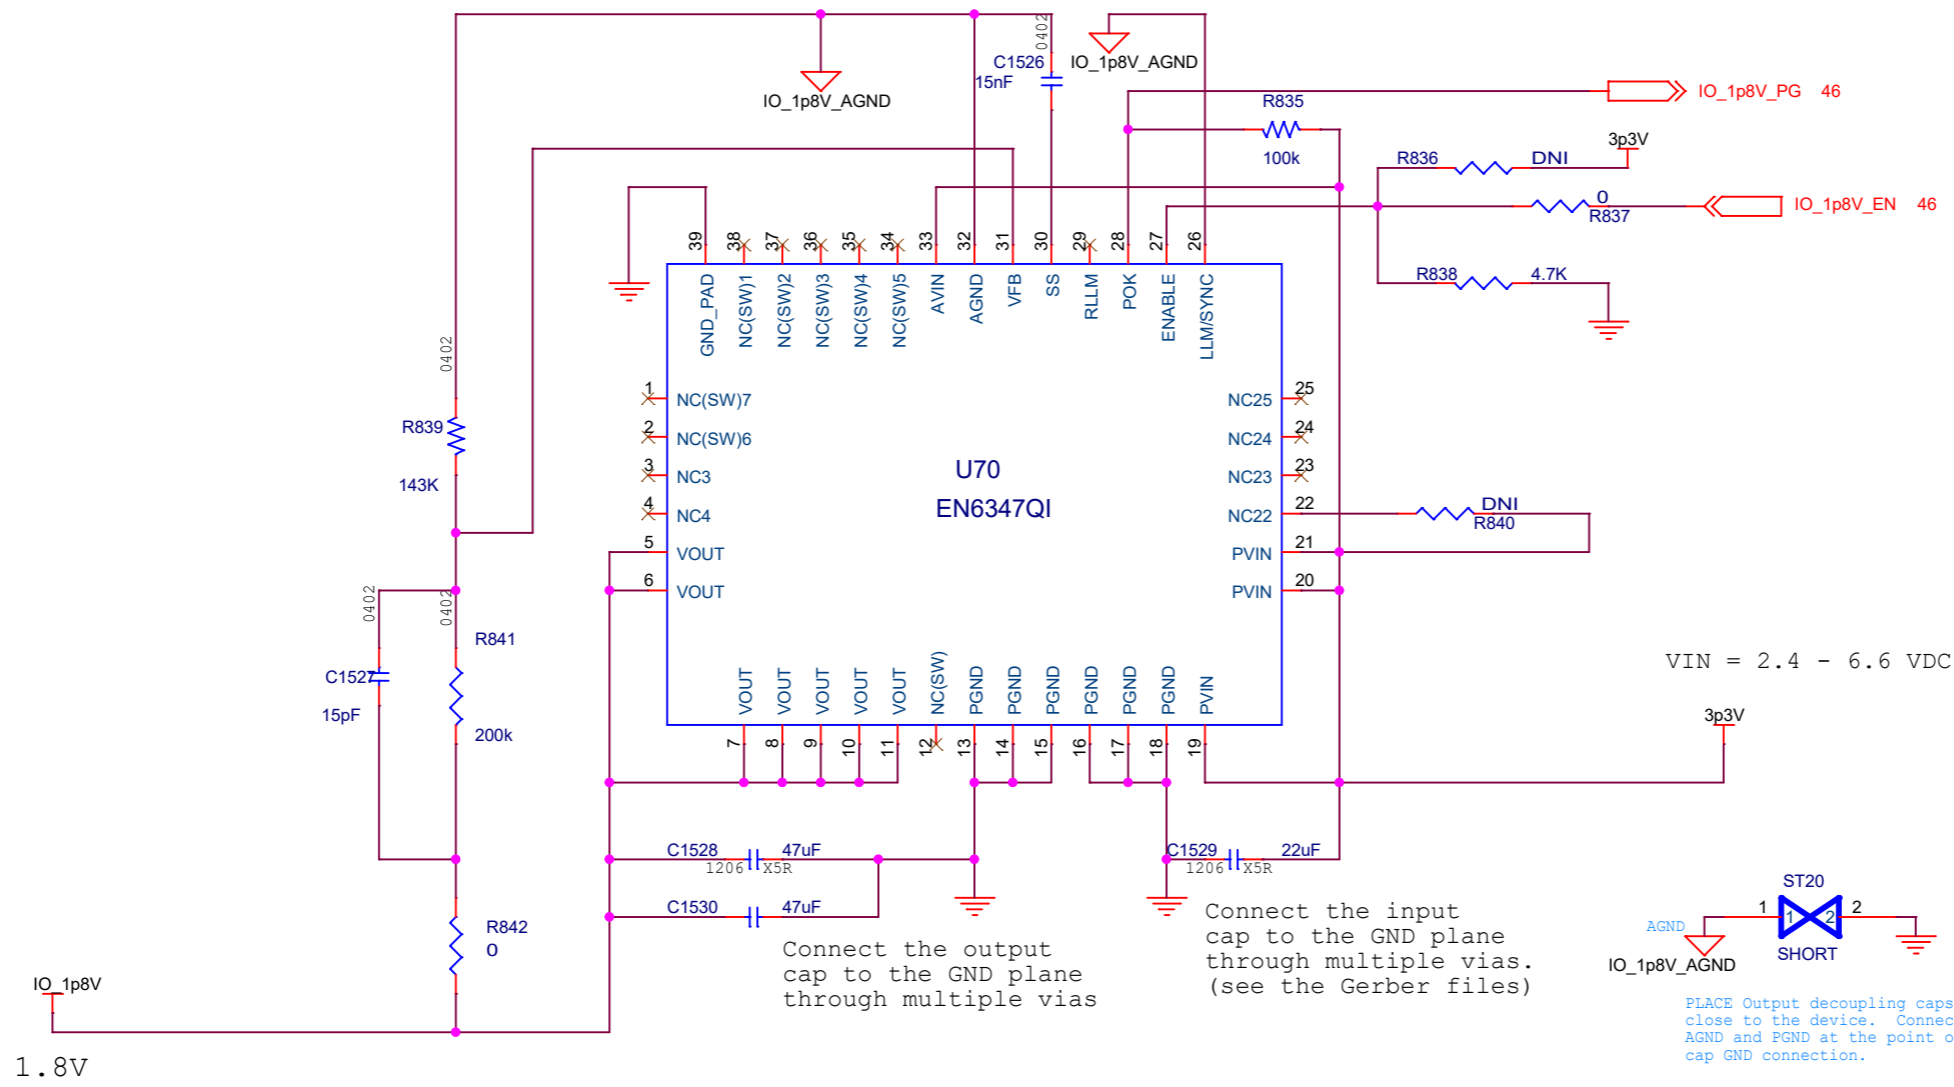 0402
0402
IO_1p8V_AGND
C1526
15nF
IO_1p8V_AGND
R835
100k
IO_1p8V_PG 46
3p3V
R836
DNI
0
R837
IO_1p8V_EN 46
R838
4.7K
39
38
37
36
35
34
33
32
31
30
29
28
27
26
GND_PAD
NC(SW)1
NC(SW)2
NC(SW)3
NC(SW)4
NC(SW)5
AVIN
AGND
VFB
SS
RLLM
POK
ENABLE
LLM/SYNC
R839
143K
1
NC(SW)7
2
NC(SW)6
3
NC3
4
NC4
5
VOUT
6
VOUT
U70
EN6347QI
NC25
25
NC24
24
NC23
23
NC22
22
PVIN
21
PVIN
20
DNI
R840
0402
0402
R841
200k
C1527
15pF
VOUT
VOUT
VOUT
VOUT
VOUT
NC(SW)
PGND
PGND
PGND
PGND
PGND
PGND
PVIN
7
8
9
10
11
12
13
14
15
16
17
18
19
VIN = 2.4 - 6.6 VDC
3p3V
C1528
47uF
1206
X5R
C1530
47uF
C1529
22uF
1206
X5R
R842
0
IO_1p8V
1.8V
Connect the output
cap to the GND plane
through multiple vias
Connect the input
cap to the GND plane
through multiple vias.
(see the Gerber files)
ST20
1
1
2
2
SHORT
AGND
IO_1p8V_AGND
PLACE Output decoupling caps
close to the device. Connec
AGND and PGND at the point o
cap GND connection.